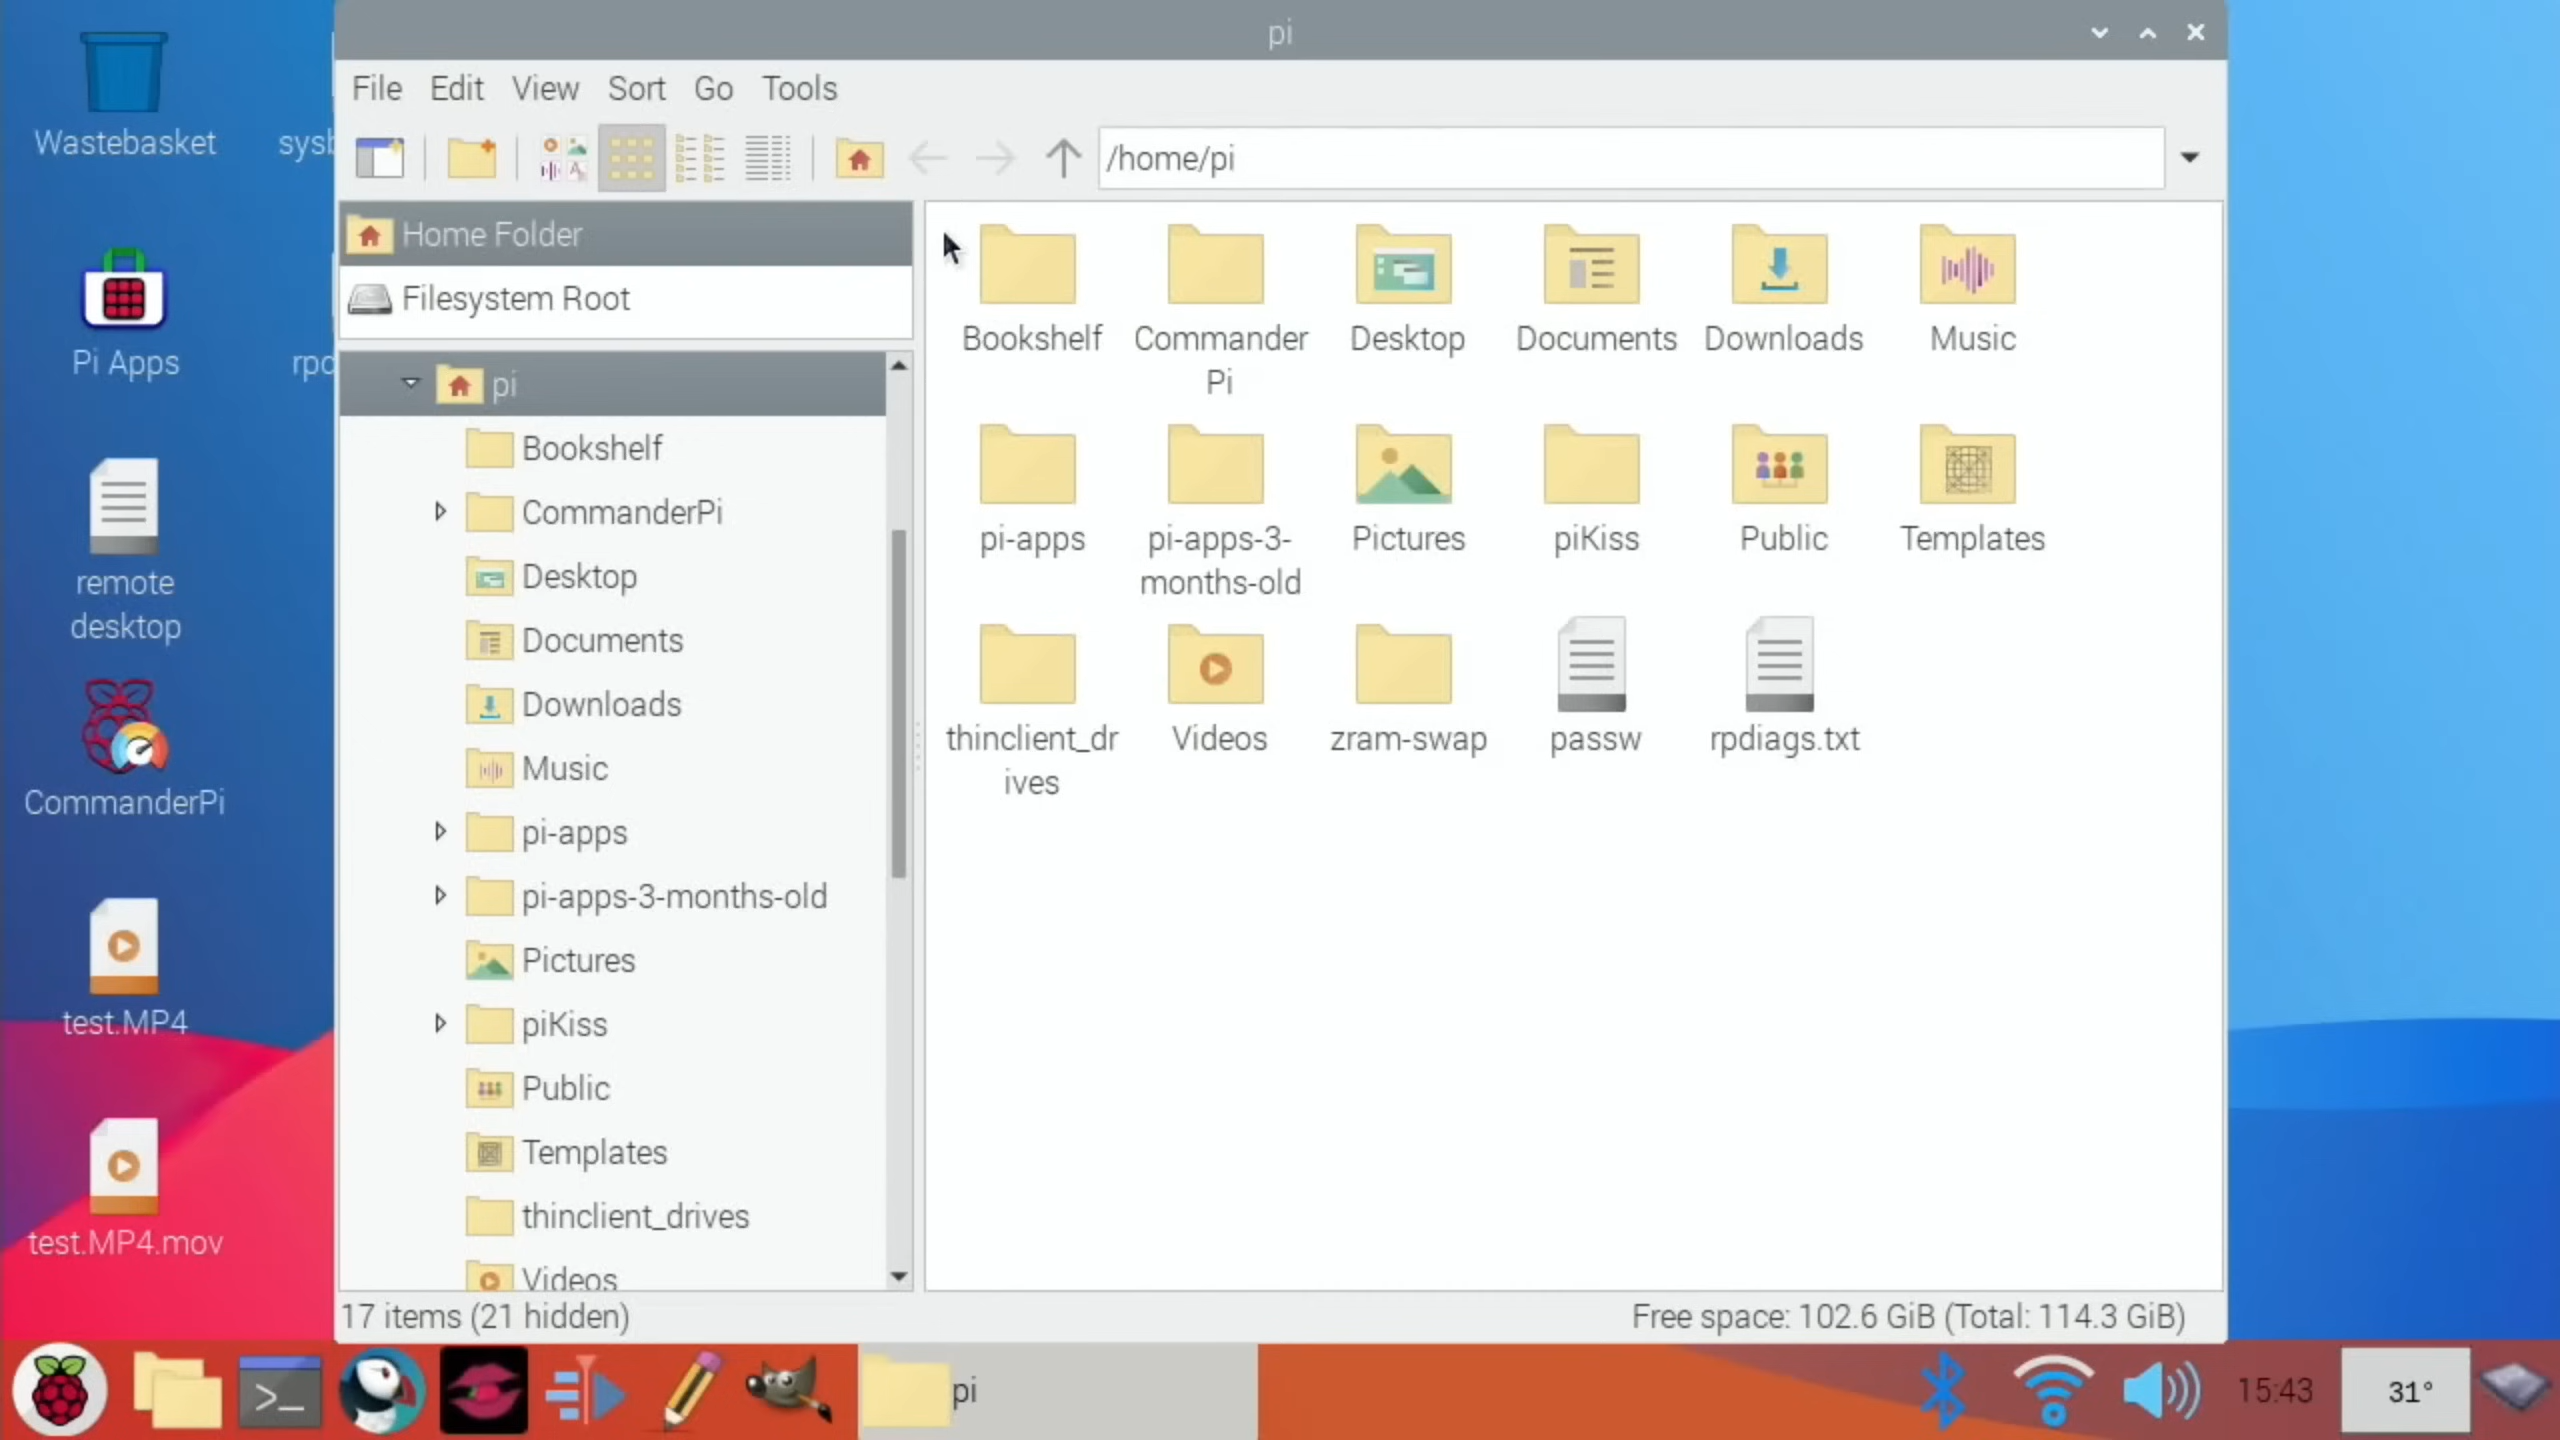 pi
File Edit View Sort Go Tools
/home/pi
Wastebasket
sysb
Pi Apps
rpd
remote
desktop
CommanderPi
test.MP4
test.MP4.mov
Home Folder
Filesystem Root
pi
Bookshelf
CommanderPi
Desktop
Documents
Downloads
Music
pi-apps
pi-apps-3-months-old
Pictures
piKiss
Public
Templates
thinclient_drives
Videos
Bookshelf
Commander
Pi
Desktop
Documents
Downloads
Music
pi-apps
pi-apps-3-
months-old
Pictures
piKiss
Public
Templates
thinclient_dr
ives
Videos
zram-swap
passw
rpdiags.txt
17 items (21 hidden)
Free space: 102.6 GiB (Total: 114.3 GiB)
>_
pi
15:43
31°